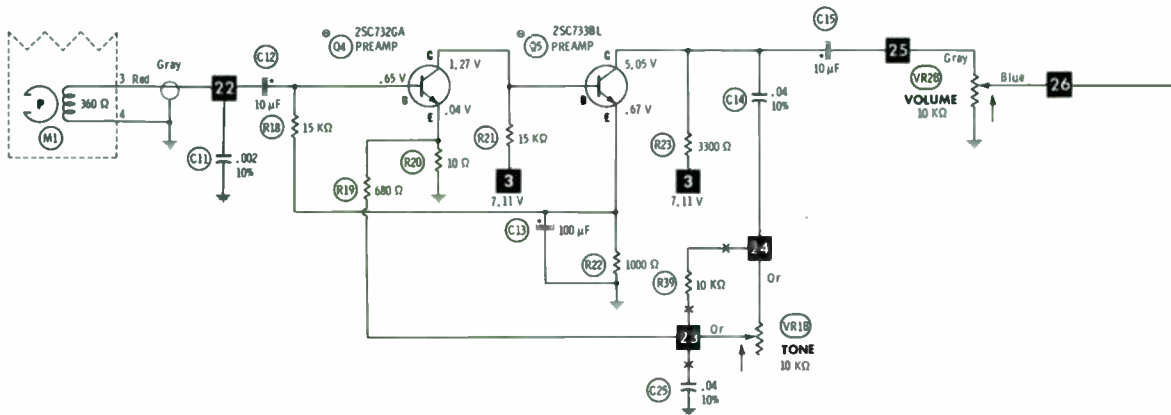 C15
2SC732GA
Q4 PREAMP
2SC733BL
Q5 PREAMP
10 µF
25
Gray
VR2B
VOLUME
10 KΩ
Blue
26
C12
Gray
3 Red
22
4
P
360 Ω
M1
10 µF
R18
15 KΩ
C11
.002
10%
C
1.27 V
.65 V
B
E
.04 V
R20
10 Ω
R19
680 Ω
R21
15 KΩ
3
7.11 V
C
5.05 V
B
E
.67 V
R23
3300 Ω
3
7.11 V
C14
.04
10%
C13
100 µF
R22
1000 Ω
24
Or
R39
10 KΩ
23
Or
VR1B
TONE
10 KΩ
C25
.04
10%